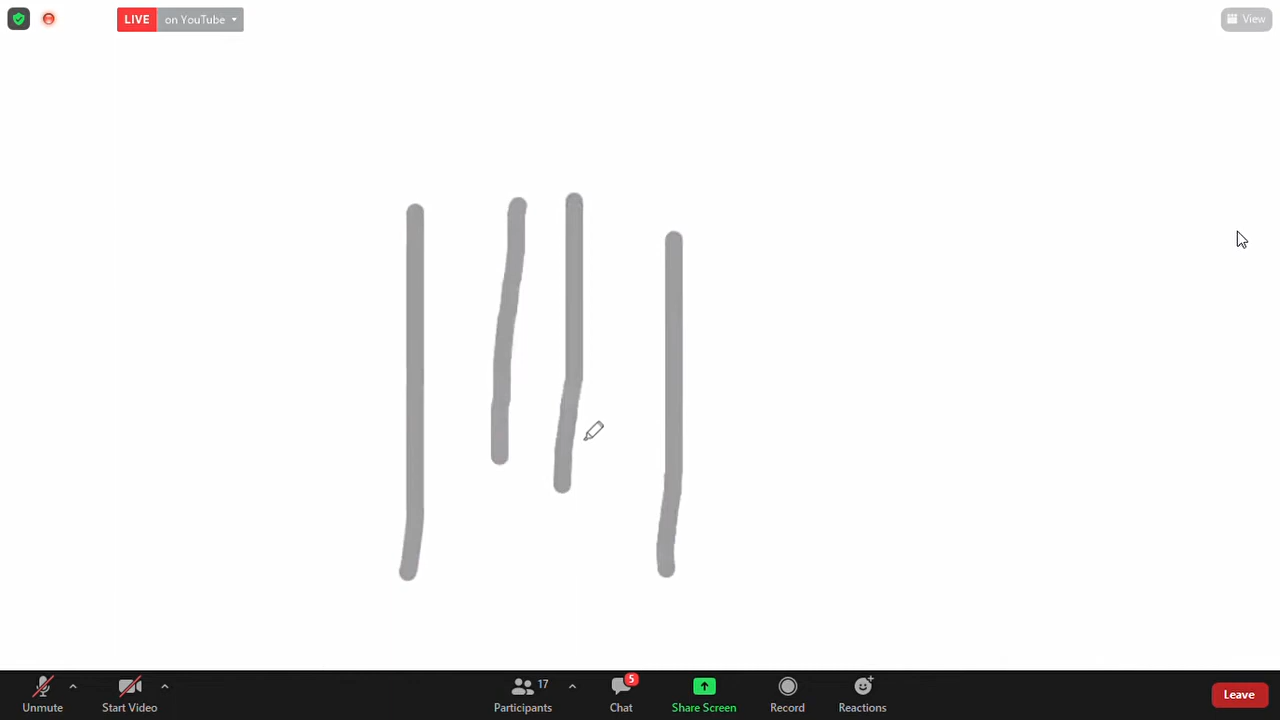 LIVE on YouTube
View
Unmute Start Video Participants 17 Chat 5 Share Screen Record Reactions Leave